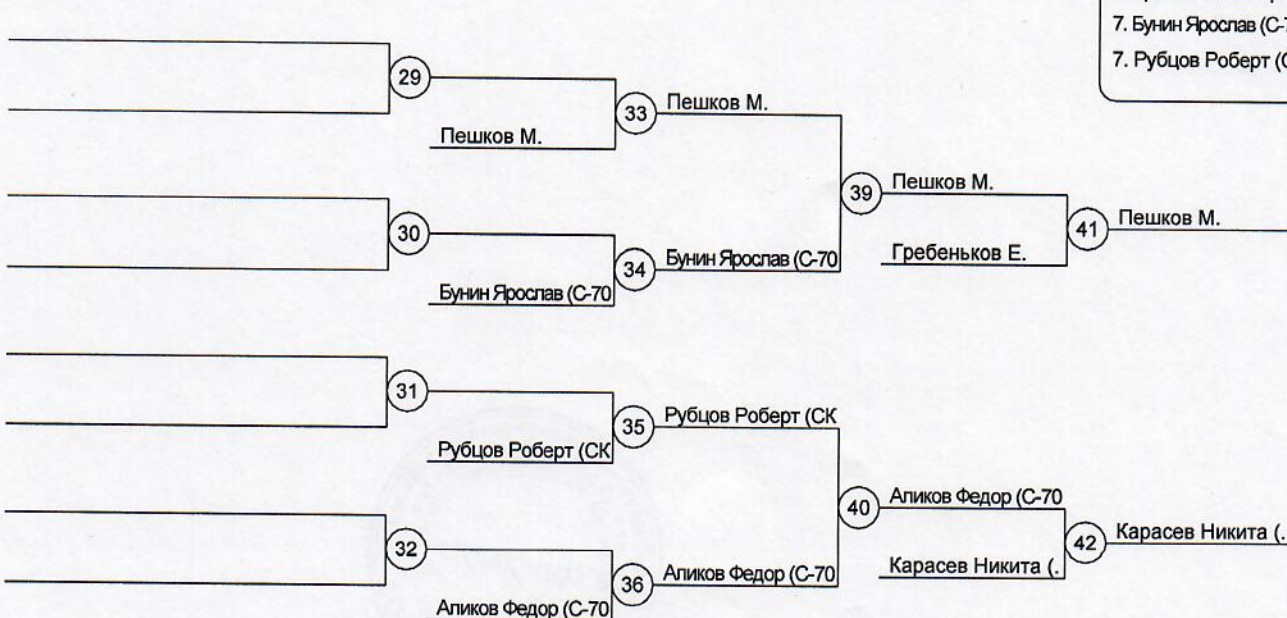 7. Бунин Ярослав (С-7
7. Рубцов Роберт (С
29
33
Пешков М.
Пешков М.
39
Пешков М.
41
Пешков М.
Гребеньков Е.
30
34
Бунин Ярослав (С-70
Бунин Ярослав (С-70
31
35
Рубцов Роберт (СК
Рубцов Роберт (СК
40
Аликов Федор (С-70
42
Карасев Никита (.
Карасев Никита (.
32
36
Аликов Федор (С-70
Аликов Федор (С-70